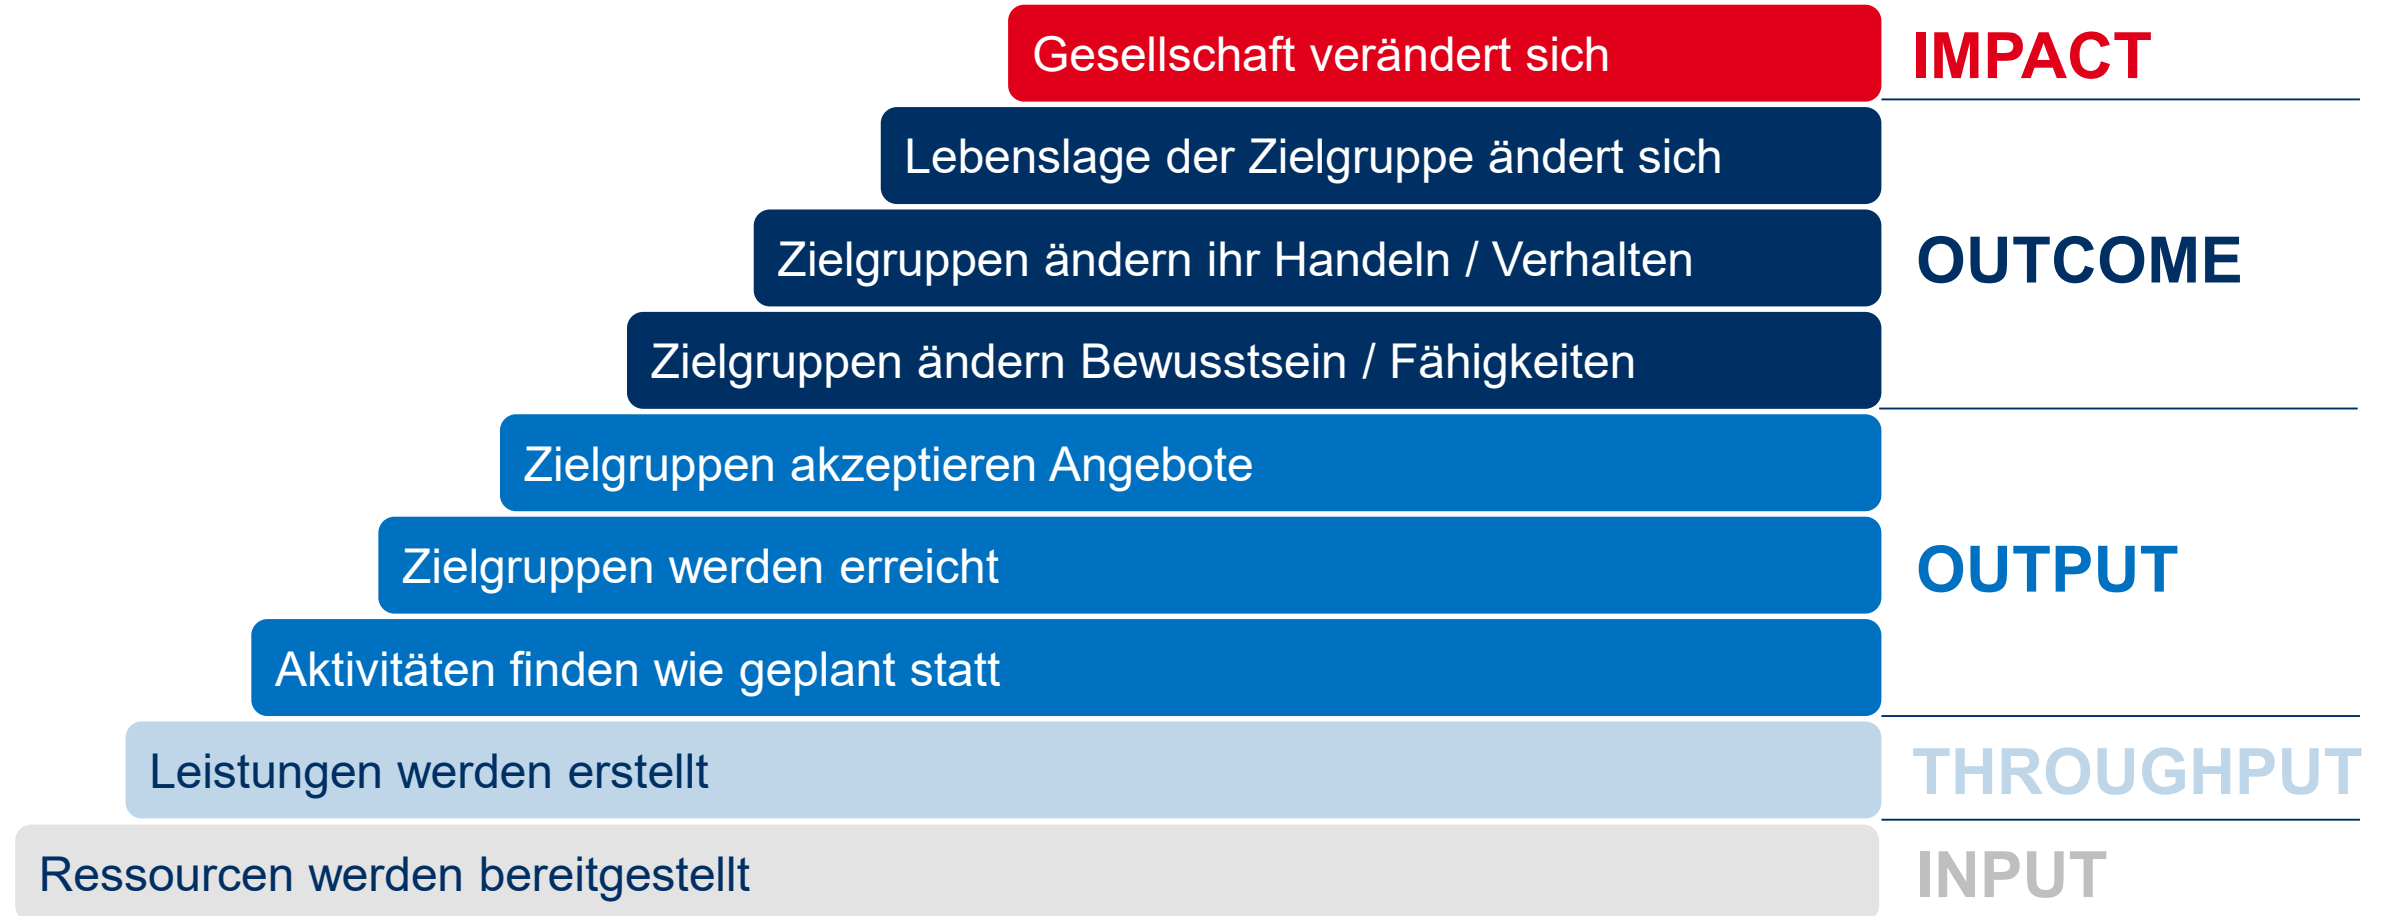 Gesellschaft verändert sich
IMPACT
Lebenslage der Zielgruppe ändert sich
Zielgruppen ändern ihr Handeln / Verhalten
OUTCOME
Zielgruppen ändern Bewusstsein / Fähigkeiten
Zielgruppen akzeptieren Angebote
Zielgruppen werden erreicht
OUTPUT
Aktivitäten finden wie geplant statt
Leistungen werden erstellt
THROUGHPUT
Ressourcen werden bereitgestellt
INPUT